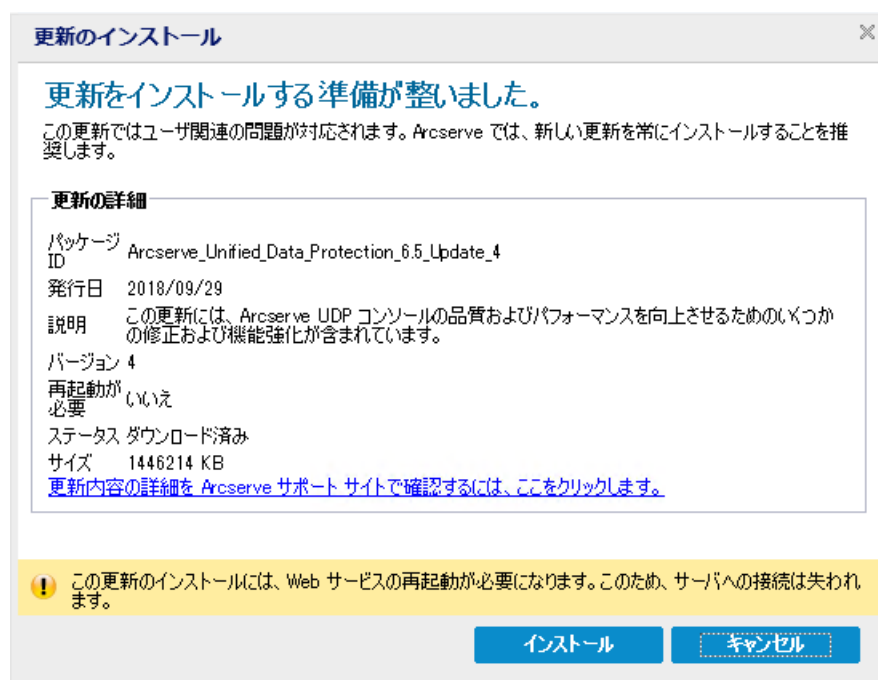 更新のインストール
更新をインストールする準備が整いました。
この更新ではユーザ関連の問題が対応されます。Arcserve では、新しい更新を常にインストールすることを推
奨します。
更新の詳細
パッケージ
ID
Arcserve_Unified_Data_Protection_6.5_Update_4
発行日 2018/09/29
説明 この更新には、Arcserve UDP コンソールの品質およびパフォーマンスを向上させるためのいくつか
の修正および機能強化が含まれています。
バージョン 4
再起動が
必要
いいえ
ステータス ダウンロード済み
サイズ 1446214 KB
更新内容の詳細を Arcserve サポート サイトで確認するには、ここをクリックします。
この更新のインストールには、Web サービスの再起動が必要になります。このため、サーバへの接続は失われ
ます。
インストール キャンセル